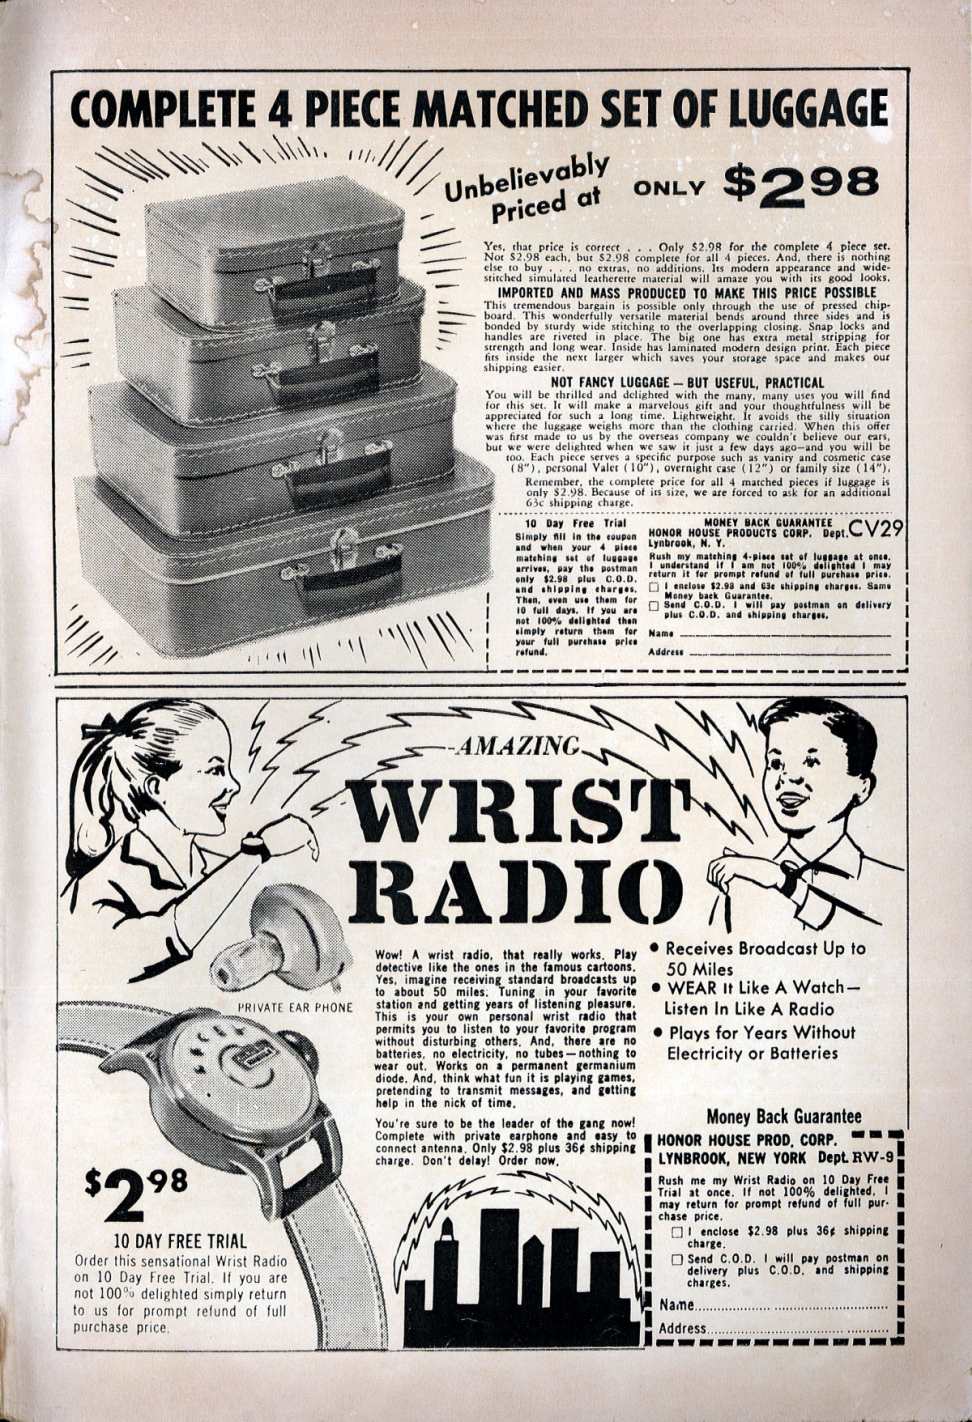 COMPLETE 4 PIECE MATCHED SET OF LUGGAGE
Unbelievably
Priced at
ONLY $2.98
Yes, that price is correct . . . Only $2.98 for the complete 4 piece set.
Not $2.98 each, but $2.98 complete for all 4 pieces. And, there is nothing
else to buy . . . no extras, no additions. Its modern appearance and wide-
stitched simulated leatherette material will amaze you with its good looks.
IMPORTED AND MASS PRODUCED TO MAKE THIS PRICE POSSIBLE
This tremendous bargain is possible only through the use of pressed chip-
board. This wonderfully versatile material bends around three sides and is
bonded by sturdy wide stitching to the overlapping closing. Snap locks and
handles are riveted in place. The big one has extra metal stripping for
strength and long wear. Inside has laminated modern design print. Each piece
fits inside the next larger which saves your storage space and makes our
shipping easier.
NOT FANCY LUGGAGE — BUT USEFUL, PRACTICAL
You will be thrilled and delighted with the many, many uses you will find
for this set. It will make a marvelous gift and your thoughtfulness will be
appreciated for such a long time. Lightweight. It avoids the silly situation
where the luggage weighs more than the clothing carried. When this offer
was first made to us by the overseas company we couldn't believe our ears,
but we were delighted when we saw it just a few days ago—and you will be
too. Each piece serves a specific purpose such as vanity and cosmetic case
(8"), personal Valet (10"), overnight case (12") or family size (14").
Remember, the complete price for all 4 matched pieces if luggage is
only $2.98. Because of its size, we are forced to ask for an additional
63c shipping charge.
10 Day Free Trial
Simply fill in the coupon
and when your 4 piece
matching set of luggage
arrives, pay the postman
only $2.98 plus C.O.D.
and shipping charges.
Then, even use them for
10 full days. If you are
not 100% delighted then
simply return them for
your full purchase price
refund.
MONEY BACK GUARANTEE
HONOR HOUSE PRODUCTS CORP. Dept. CV29
Lynbrook, N. Y.
Rush my matching 4-piece set of luggage at once.
I understand if I am not 100% delighted I may
return it for prompt refund of full purchase price.
I enclose $2.98 and 63c shipping charges. Same
Money back Guarantee.
Send C.O.D. I will pay postman on delivery
plus C.O.D. and shipping charges.
Name
Address
AMAZING
WRIST
RADIO
PRIVATE EAR PHONE
Wow! A wrist radio, that really works. Play
detective like the ones in the famous cartoons.
Yes, imagine receiving standard broadcasts up
to about 50 miles. Tuning in your favorite
station and getting years of listening pleasure.
This is your own personal wrist radio that
permits you to listen to your favorite program
without disturbing others. And, there are no
batteries, no electricity, no tubes—nothing to
wear out. Works on a permanent germanium
diode. And, think what fun it is playing games,
pretending to transmit messages, and getting
help in the nick of time.
You're sure to be the leader of the gang now!
Complete with private earphone and easy to
connect antenna. Only $2.98 plus 36¢ shipping
charge. Don't delay! Order now.
• Receives Broadcast Up to
50 Miles
• WEAR It Like A Watch—
Listen In Like A Radio
• Plays for Years Without
Electricity or Batteries
$2.98
10 DAY FREE TRIAL
Order this sensational Wrist Radio
on 10 Day Free Trial. If you are
not 100% delighted simply return
to us for prompt refund of full
purchase price.
Money Back Guarantee
HONOR HOUSE PROD. CORP.
LYNBROOK, NEW YORK Dept. RW-9
Rush me my Wrist Radio on 10 Day Free
Trial at once. If not 100% delighted, I
may return for prompt refund of full pur-
chase price.
I enclose $2.98 plus 36¢ shipping
charge.
Send C.O.D. I will pay postman on
delivery plus C.O.D. and shipping
charges.
Name
Address